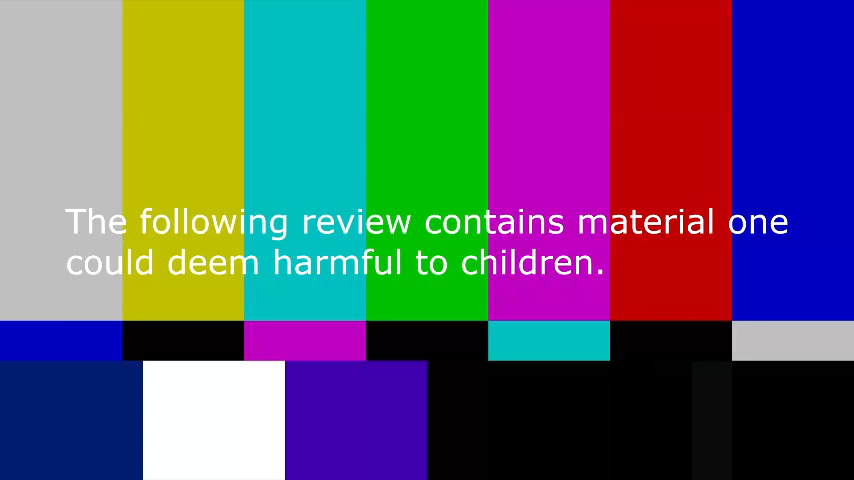 The following review contains material one
could deem harmful to children.